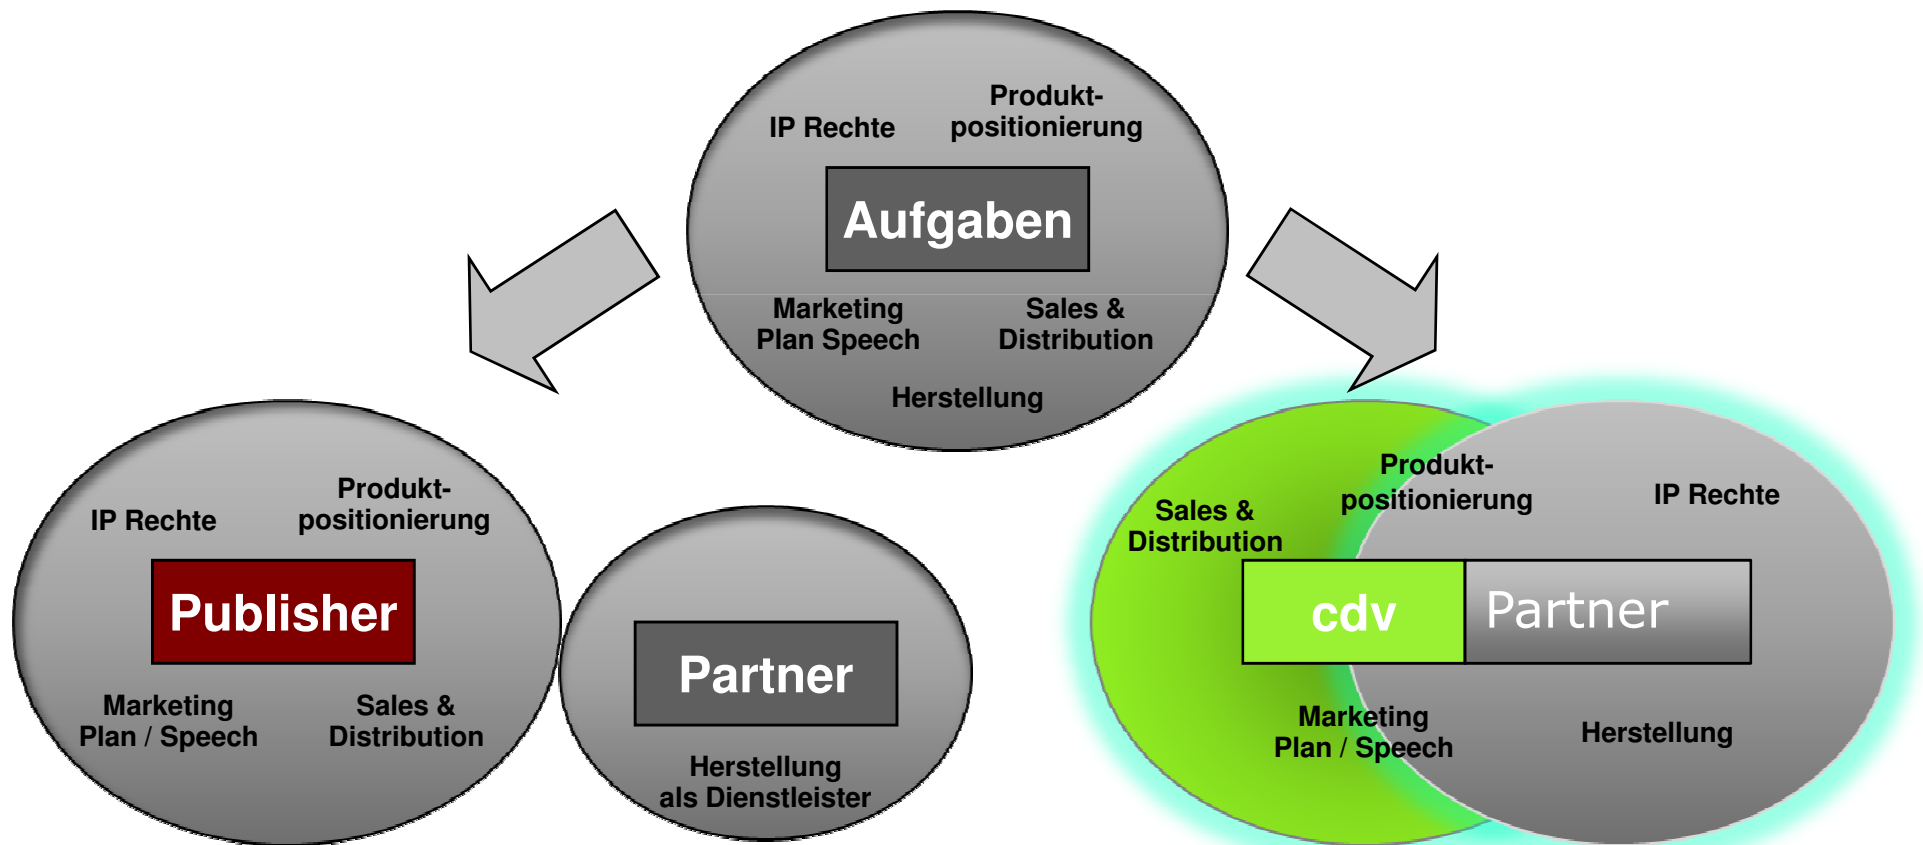 IP Rechte
Produkt-
positionierung
Aufgaben
Marketing
Plan Speech
Sales &
Distribution
Herstellung
IP Rechte
Produkt-
positionierung
Publisher
Marketing
Plan / Speech
Sales &
Distribution
Partner
Herstellung
als Dienstleister
Sales &
Distribution
Produkt-
positionierung
IP Rechte
cdv
Partner
Marketing
Plan / Speech
Herstellung